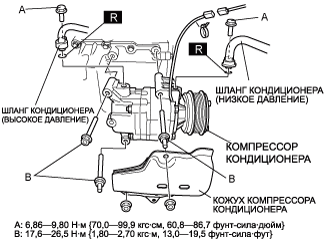 A
R
A
R
ШЛАНГ КОНДИЦИОНЕРА
(ВЫСОКОЕ ДАВЛЕНИЕ)
ШЛАНГ КОНДИЦИОНЕРА
(НИЗКОЕ ДАВЛЕНИЕ)
КОМПРЕССОР
КОНДИЦИОНЕРА
B
B
КОЖУХ КОМПРЕССОРА
КОНДИЦИОНЕРА
A: 6,86—9,80 Н·м {70,0—99,9 кгс·см, 60,8—86,7 фунт-сила·дюйм}
B: 17,6—26,5 Н·м {1,80—2,70 кгс·м, 13,0—19,5 фунт-сила·фут}